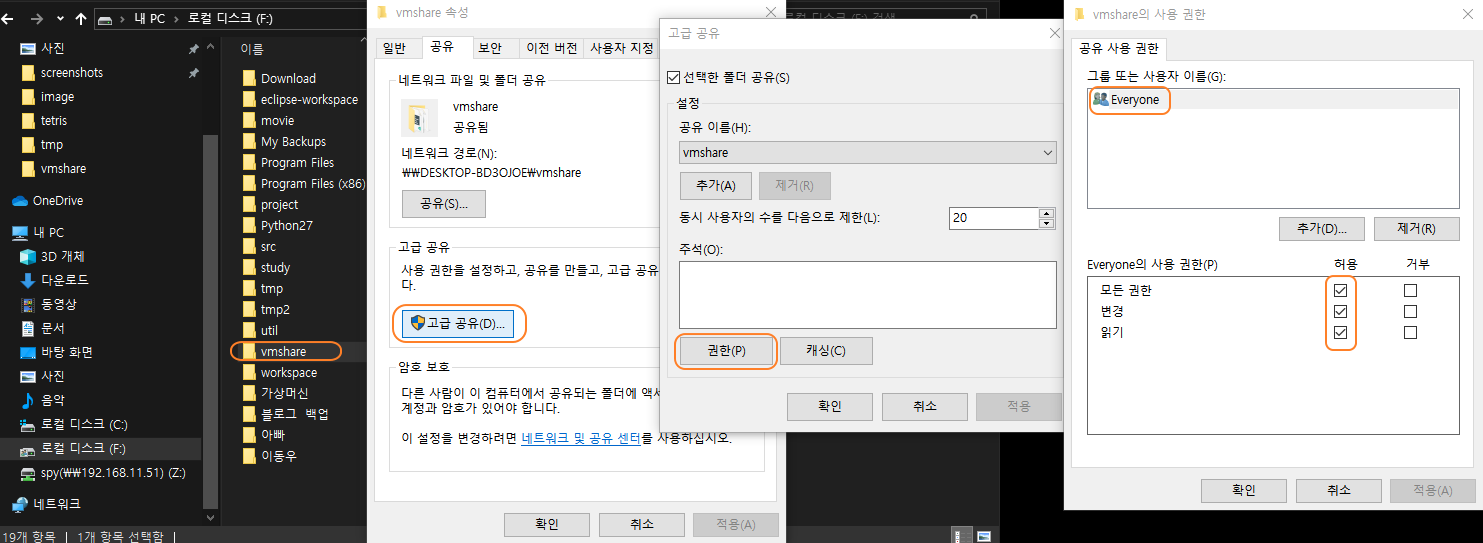 내 PC > 로컬 디스크 (F:)
사진
screenshots
image
tetris
tmp
vmshare
OneDrive
내 PC
3D 개체
다운로드
동영상
문서
바탕 화면
사진
음악
로컬 디스크 (C:)
로컬 디스크 (F:)
spy(₩₩192.168.11.51) (Z:)
네트워크
19개 항목
1개 항목 선택함
이름
Download
eclipse-workspace
movie
My Backups
Program Files
Program Files (x86)
project
Python27
src
study
tmp
tmp2
util
vmshare
workspace
가상머신
블로그 백업
아빠
이동우
vmshare 속성
일반
공유
보안
이전 버전
사용자 지정
네트워크 파일 및 폴더 공유
vmshare
공유됨
네트워크 경로(N):
₩₩DESKTOP-BD3OJOE₩vmshare
공유(S)...
고급 공유
사용 권한을 설정하고, 공유를 만들고, 고급 공유
다.
고급 공유(D)...
암호 보호
다른 사람이 이 컴퓨터에서 공유되는 폴더에 액세
계정과 암호가 있어야 합니다.
이 설정을 변경하려면 네트워크 및 공유 센터를 사용하십시오.
확인
취소
적용(A)
로컬 디스크 (F:) 검색
고급 공유
선택한 폴더 공유(S)
설정
공유 이름(H):
vmshare
추가(A)
제거(R)
동시 사용자의 수를 다음으로 제한(L):
20
주석(O):
권한(P)
캐싱(C)
확인
취소
적용
vmshare의 사용 권한
공유 사용 권한
그룹 또는 사용자 이름(G):
Everyone
추가(D)...
제거(R)
Everyone의 사용 권한(P)
허용
거부
모든 권한
변경
읽기
확인
취소
적용(A)